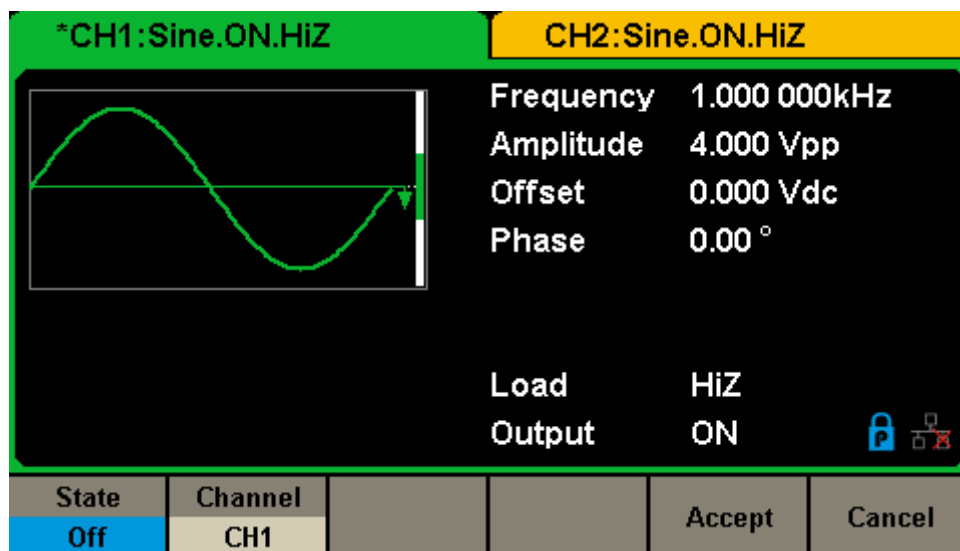 *CH1:Sine.ON.HiZ
CH2:Sine.ON.HiZ
Frequency 1.000 000kHz
Amplitude 4.000 Vpp
Offset 0.000 Vdc
Phase 0.00 °
Load HiZ
Output ON
P
State Channel Accept Cancel
Off CH1